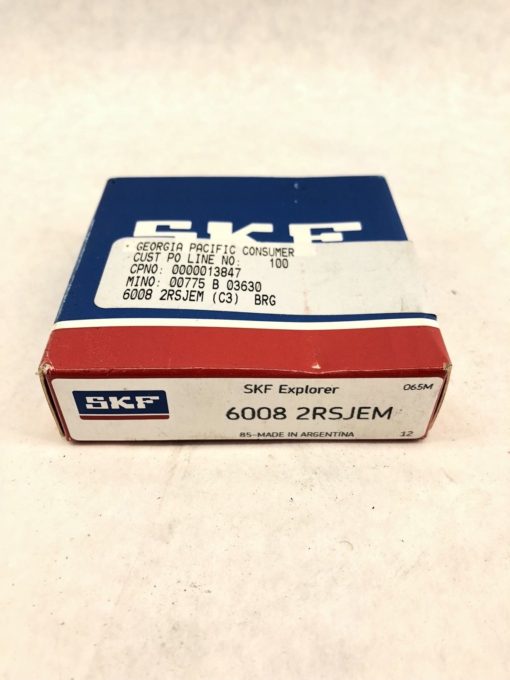 SKF
GEORGIA PACIFIC CONSUMER
CUST PO LINE NO: 100
CPNO: 0000013847
MINO: 00775 B 03630
6008 2RSJEM (C3) BRG
SKF Explorer 065M
SKF
6008 2RSJEM
85-MADE IN ARGENTINA 12